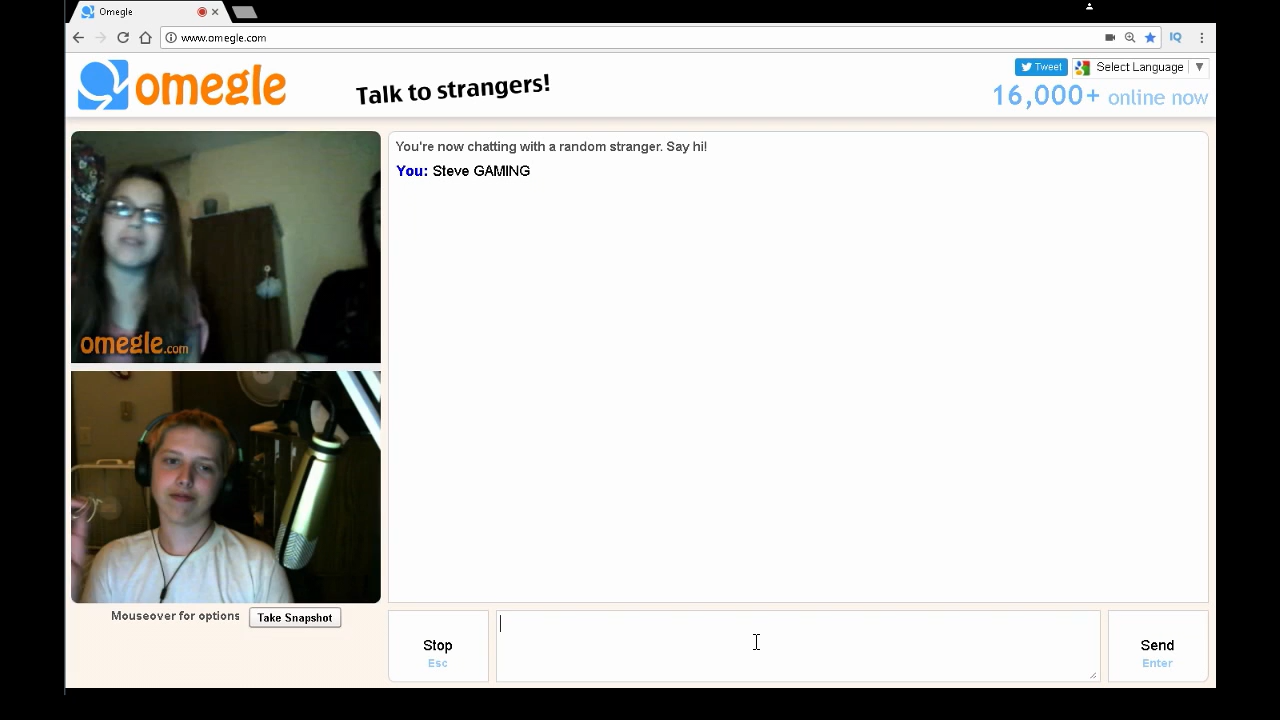 Omegle
www.omegle.com
IQ
omegle
Talk to strangers!
Tweet
Select Language
16,000+ online now
You're now chatting with a random stranger. Say hi!
You: Steve GAMING
omegle.com
Mouseover for options
Take Snapshot
Stop
Esc
Send
Enter